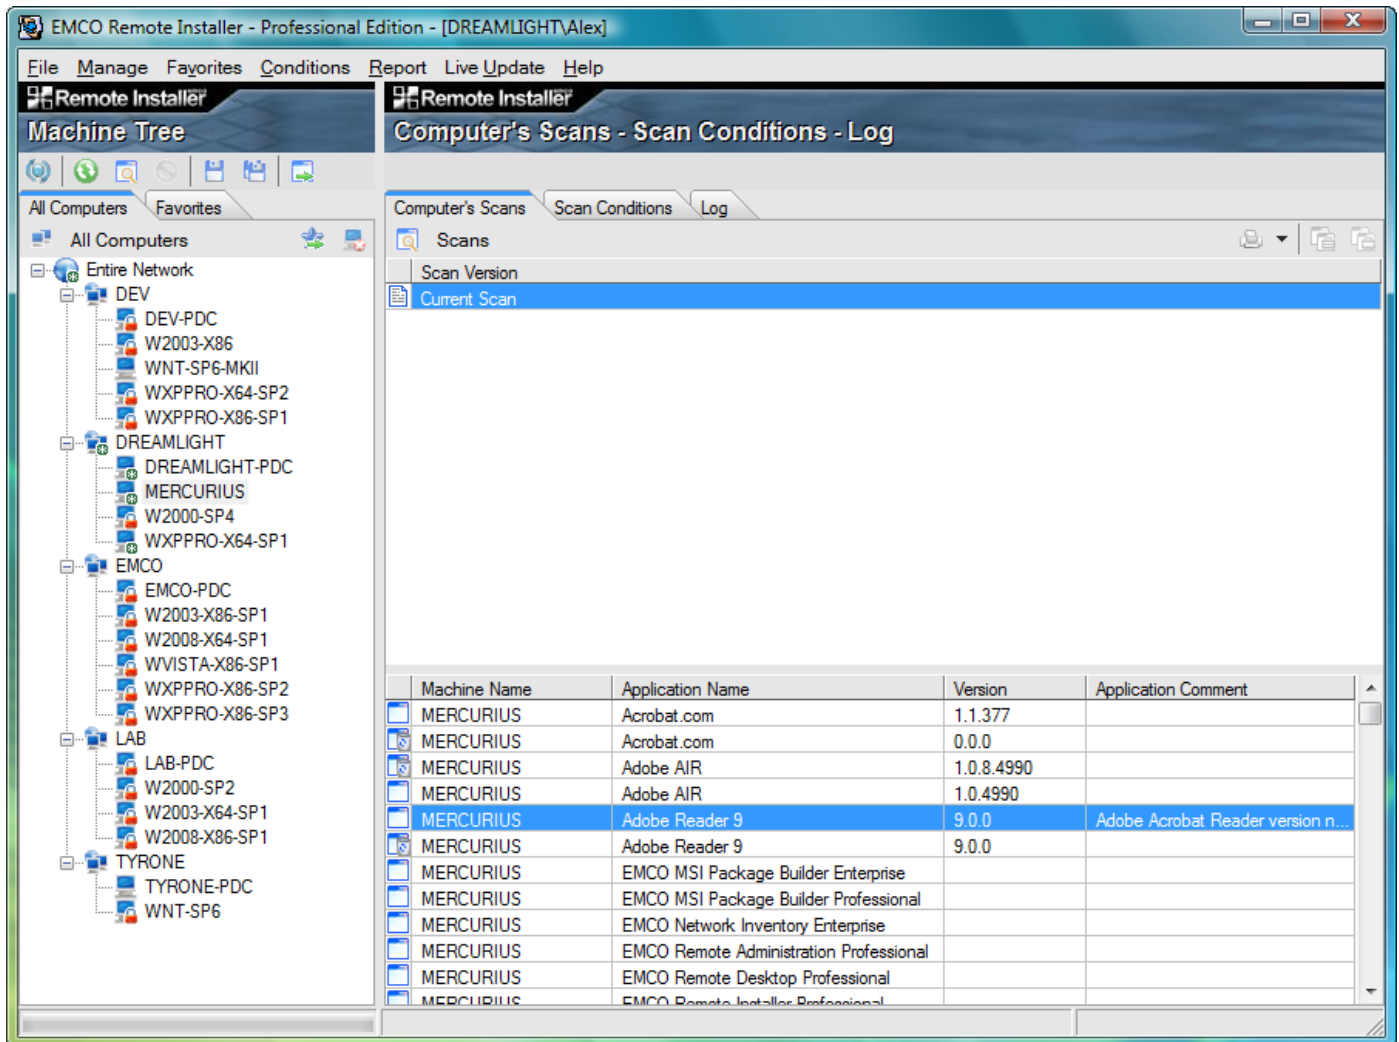 EMCO Remote Installer - Professional Edition - [DREAMLIGHT\Alex]
File Manage Favorites Conditions Report Live Update Help
Remote Installer
Machine Tree
All Computers Favorites
All Computers
Entire Network
DEV
DEV-PDC
W2003-X86
WNT-SP6-MKII
WXPPRO-X64-SP2
WXPPRO-X86-SP1
DREAMLIGHT
DREAMLIGHT-PDC
MERCURIUS
W2000-SP4
WXPPRO-X64-SP1
EMCO
EMCO-PDC
W2003-X86-SP1
W2008-X64-SP1
WVISTA-X86-SP1
WXPPRO-X86-SP2
WXPPRO-X86-SP3
LAB
LAB-PDC
W2000-SP2
W2003-X64-SP1
W2008-X86-SP1
TYRONE
TYRONE-PDC
WNT-SP6
Remote Installer
Computer's Scans - Scan Conditions - Log
Computer's Scans Scan Conditions Log
Scans
Scan Version
Current Scan
Machine Name Application Name Version Application Comment
MERCURIUS Acrobat.com 1.1.377
MERCURIUS Acrobat.com 0.0.0
MERCURIUS Adobe AIR 1.0.8.4990
MERCURIUS Adobe AIR 1.0.4990
MERCURIUS Adobe Reader 9 9.0.0 Adobe Acrobat Reader version n...
MERCURIUS Adobe Reader 9 9.0.0
MERCURIUS EMCO MSI Package Builder Enterprise
MERCURIUS EMCO MSI Package Builder Professional
MERCURIUS EMCO Network Inventory Enterprise
MERCURIUS EMCO Remote Administration Professional
MERCURIUS EMCO Remote Desktop Professional
MERCURIUS EMCO Remote Installer Professional